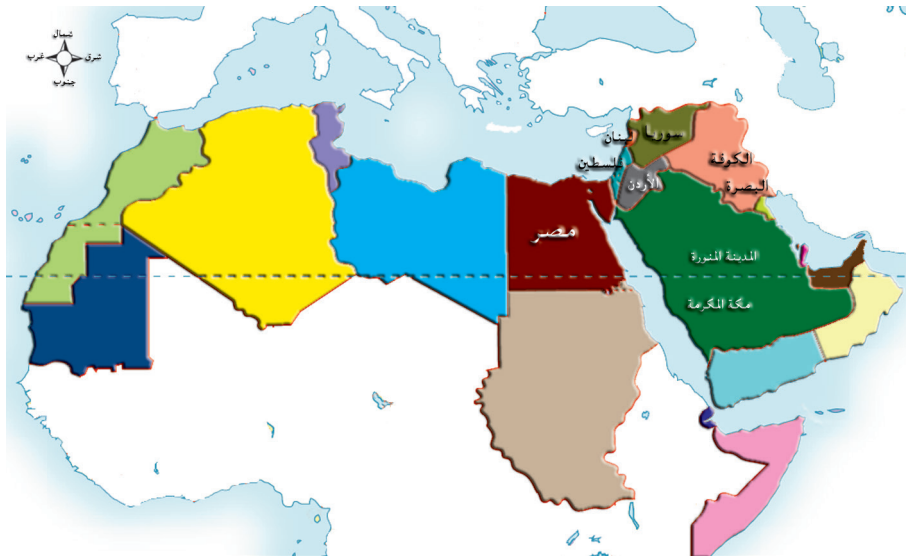 شمال
شرق
غرب
جنوب
سوريا
لبنان
فلسطين
الأردن
الكوفة
البصرة
مصر
المدينة المنورة
مكة المكرمة